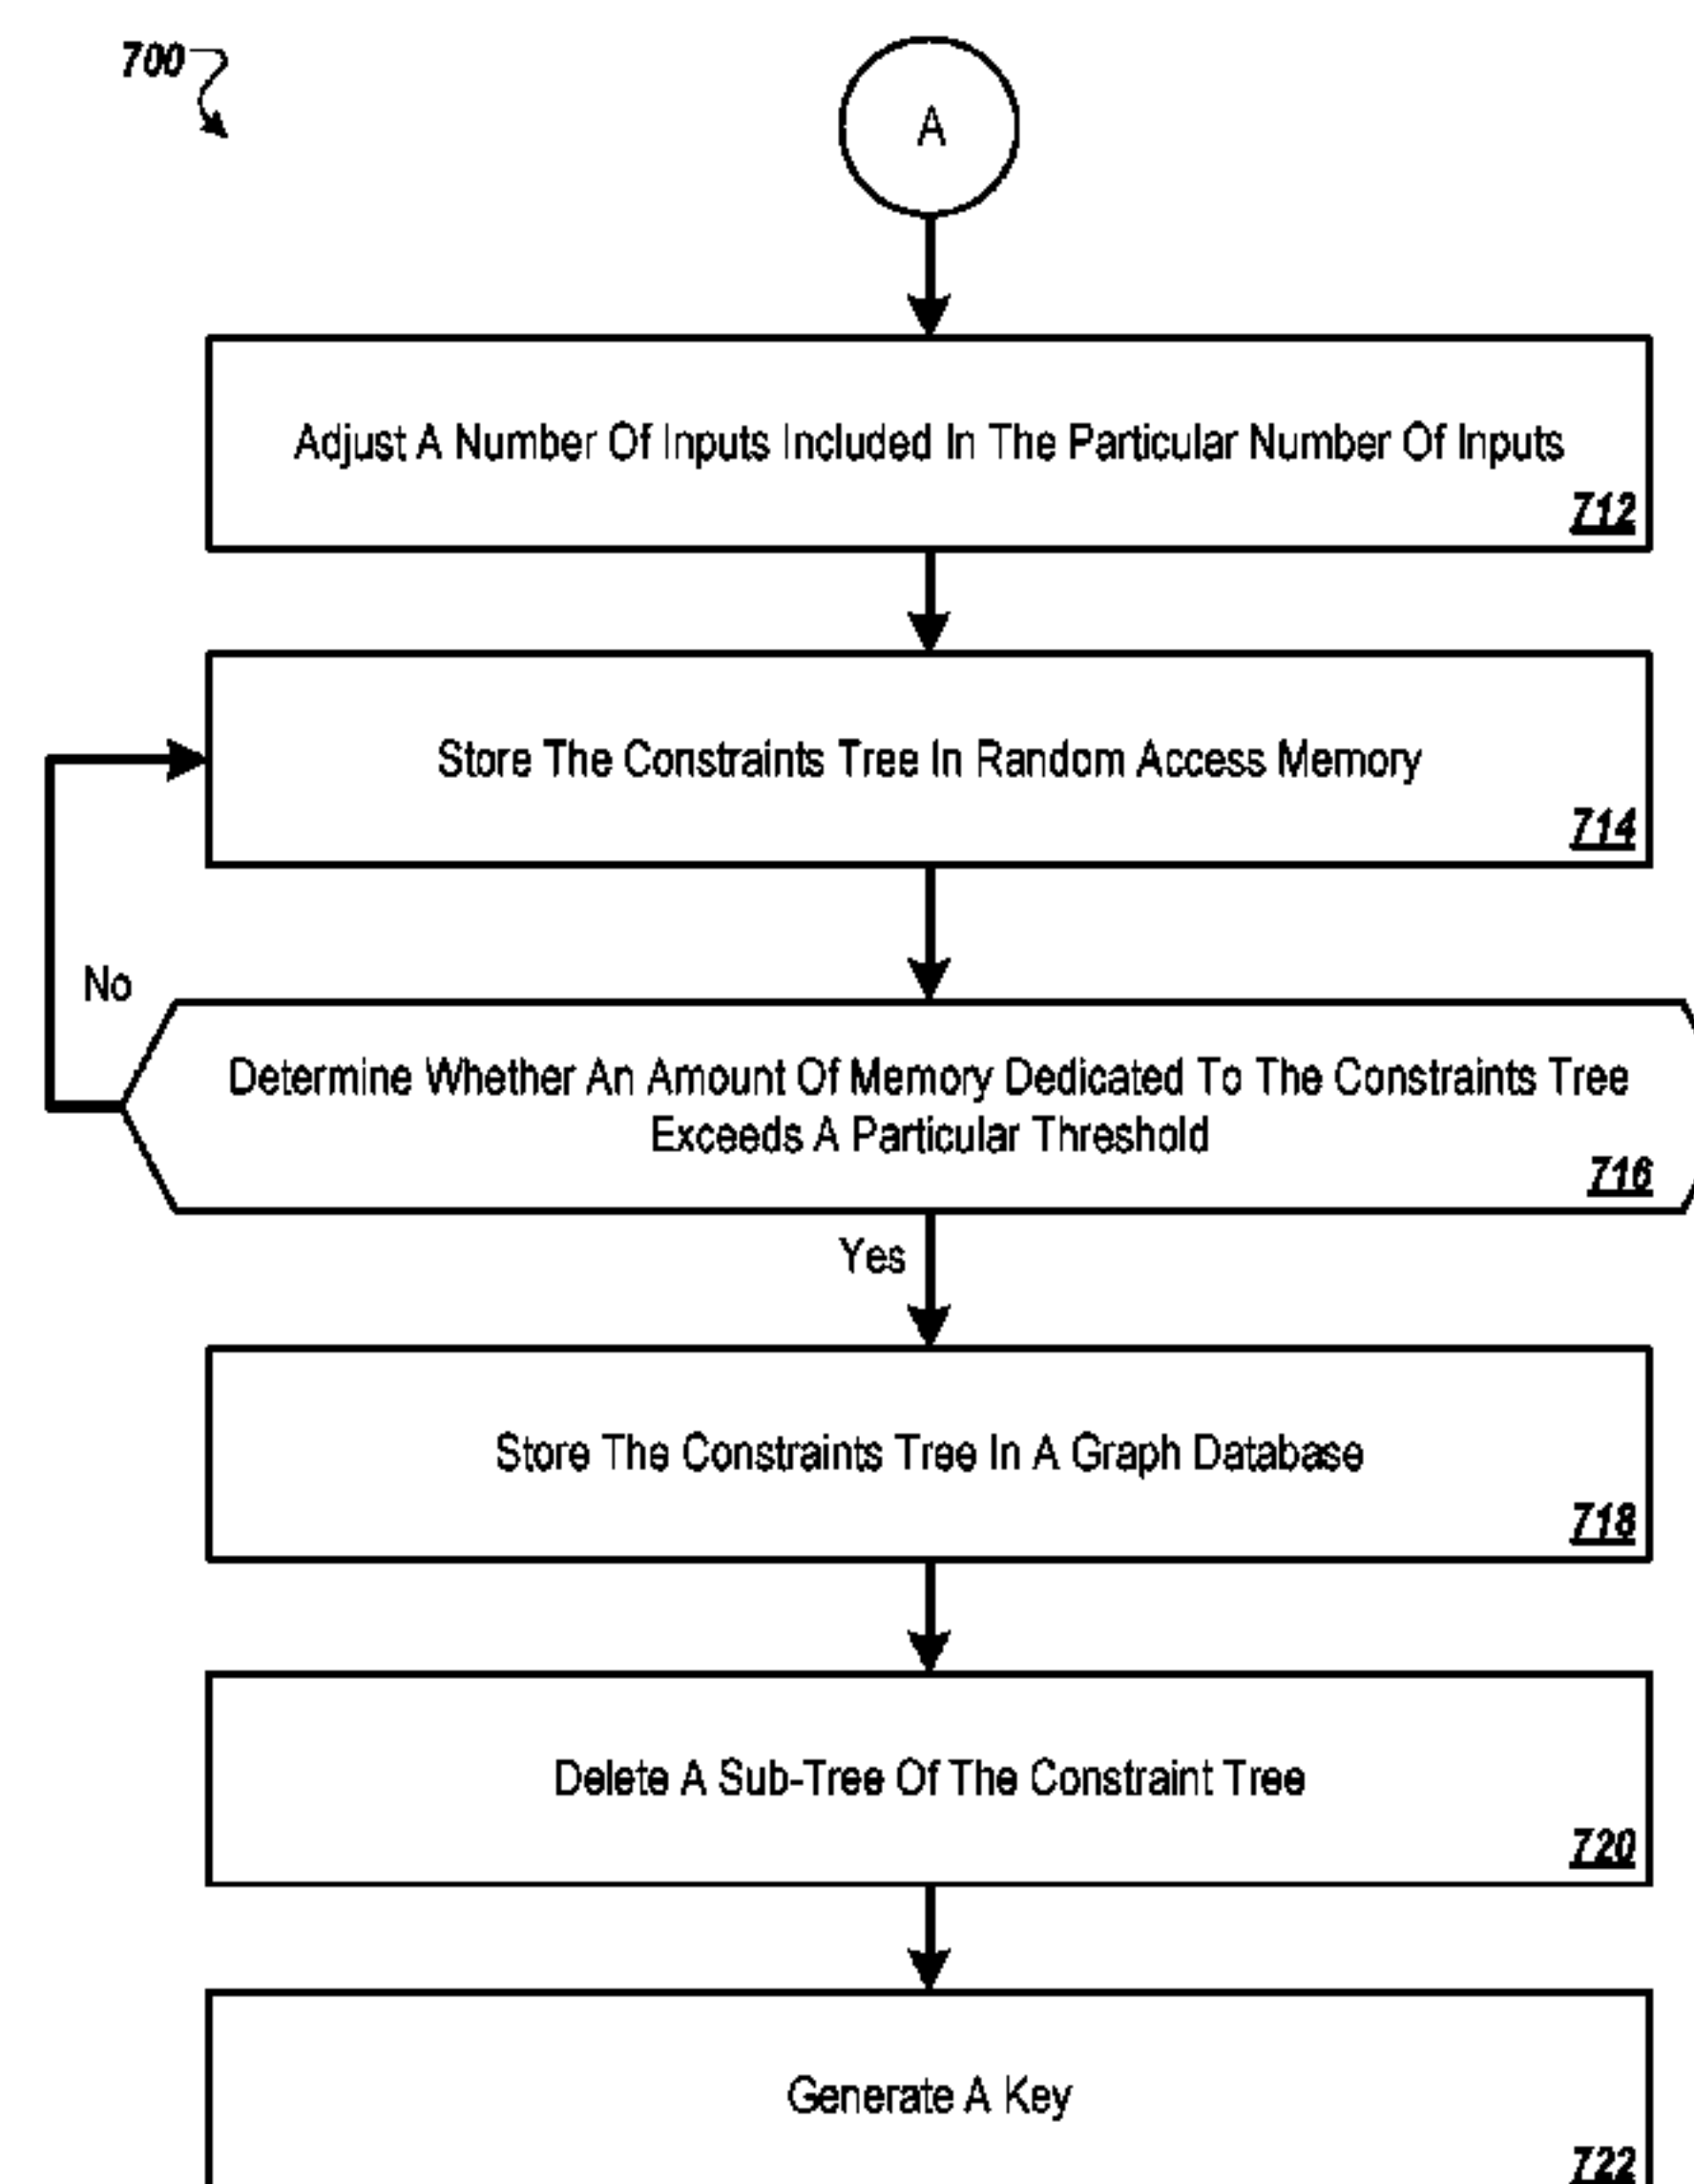 700
A
Adjust A Number Of Inputs Included In The Particular Number Of Inputs
712
Store The Constraints Tree In Random Access Memory
714
No
Determine Whether An Amount Of Memory Dedicated To The Constraints Tree
Exceeds A Particular Threshold
716
Yes
Store The Constraints Tree In A Graph Database
718
Delete A Sub-Tree Of The Constraint Tree
720
Generate A Key
722